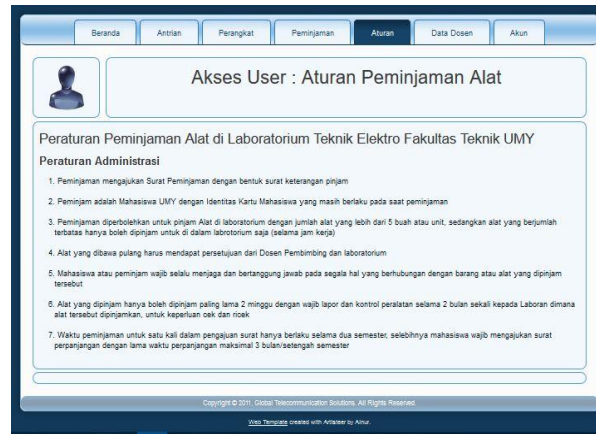 Beranda
Antrian
Perangkat
Peminjaman
Aturan
Data Dosen
Akun
Akses User : Aturan Peminjaman Alat
Peraturan Peminjaman Alat di Laboratorium Teknik Elektro Fakultas Teknik UMY
Peraturan Administrasi
1. Peminjaman mengajukan Surat Peminjaman dengan bentuk surat keterangan pinjam
2. Peminjam adalah Mahasiswa UMY dengan Identitas Kartu Mahasiswa yang masih berlaku pada saat peminjaman
3. Peminjaman diperbolehkan untuk pinjam Alat di laboratorium dengan jumlah alat yang lebih dari 5 buah atau unit, sedangkan alat yang berjumlah
terbatas hanya boleh dipinjam untuk di dalam labrotorium saja (selama jam kerja)
4. Alat yang dibawa pulang harus mendapat persetujuan dari Dosen Pembimbing dan laboratorium
5. Mahasiswa atau peminjam wajib selalu menjaga dan bertanggung jawab pada segala hal yang berhubungan dengan barang atau alat yang dipinjam
tersebut
6. Alat yang dipinjam hanya boleh dipinjam paling lama 2 minggu dengan wajib lapor dan kontrol peralatan selama 2 bulan sekali kepada Laboran dimana
alat tersebut dipinjamkan, untuk keperluan cek dan ricek
7. Waktu peminjaman untuk satu kali dalam pengajuan surat hanya berlaku selama dua semester, selebihnya mahasiswa wajib mengajukan surat
perpanjangan dengan lama waktu perpanjangan maksimal 3 bulan/setengah semester
Copyright © 2011, Global Telecommunication Solutions. All Rights Reserved.
Web Template created with Artisteer by Ainur.